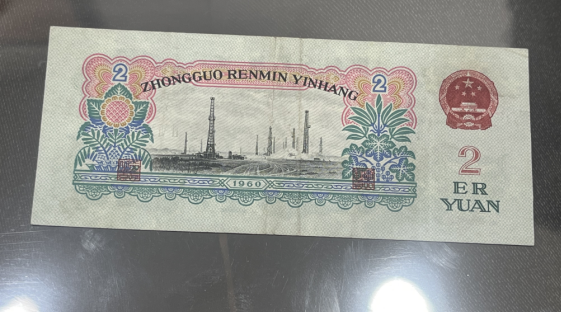 ZHONGGUO RENMIN YINHANG
2
2
1960
2
ER
YUAN